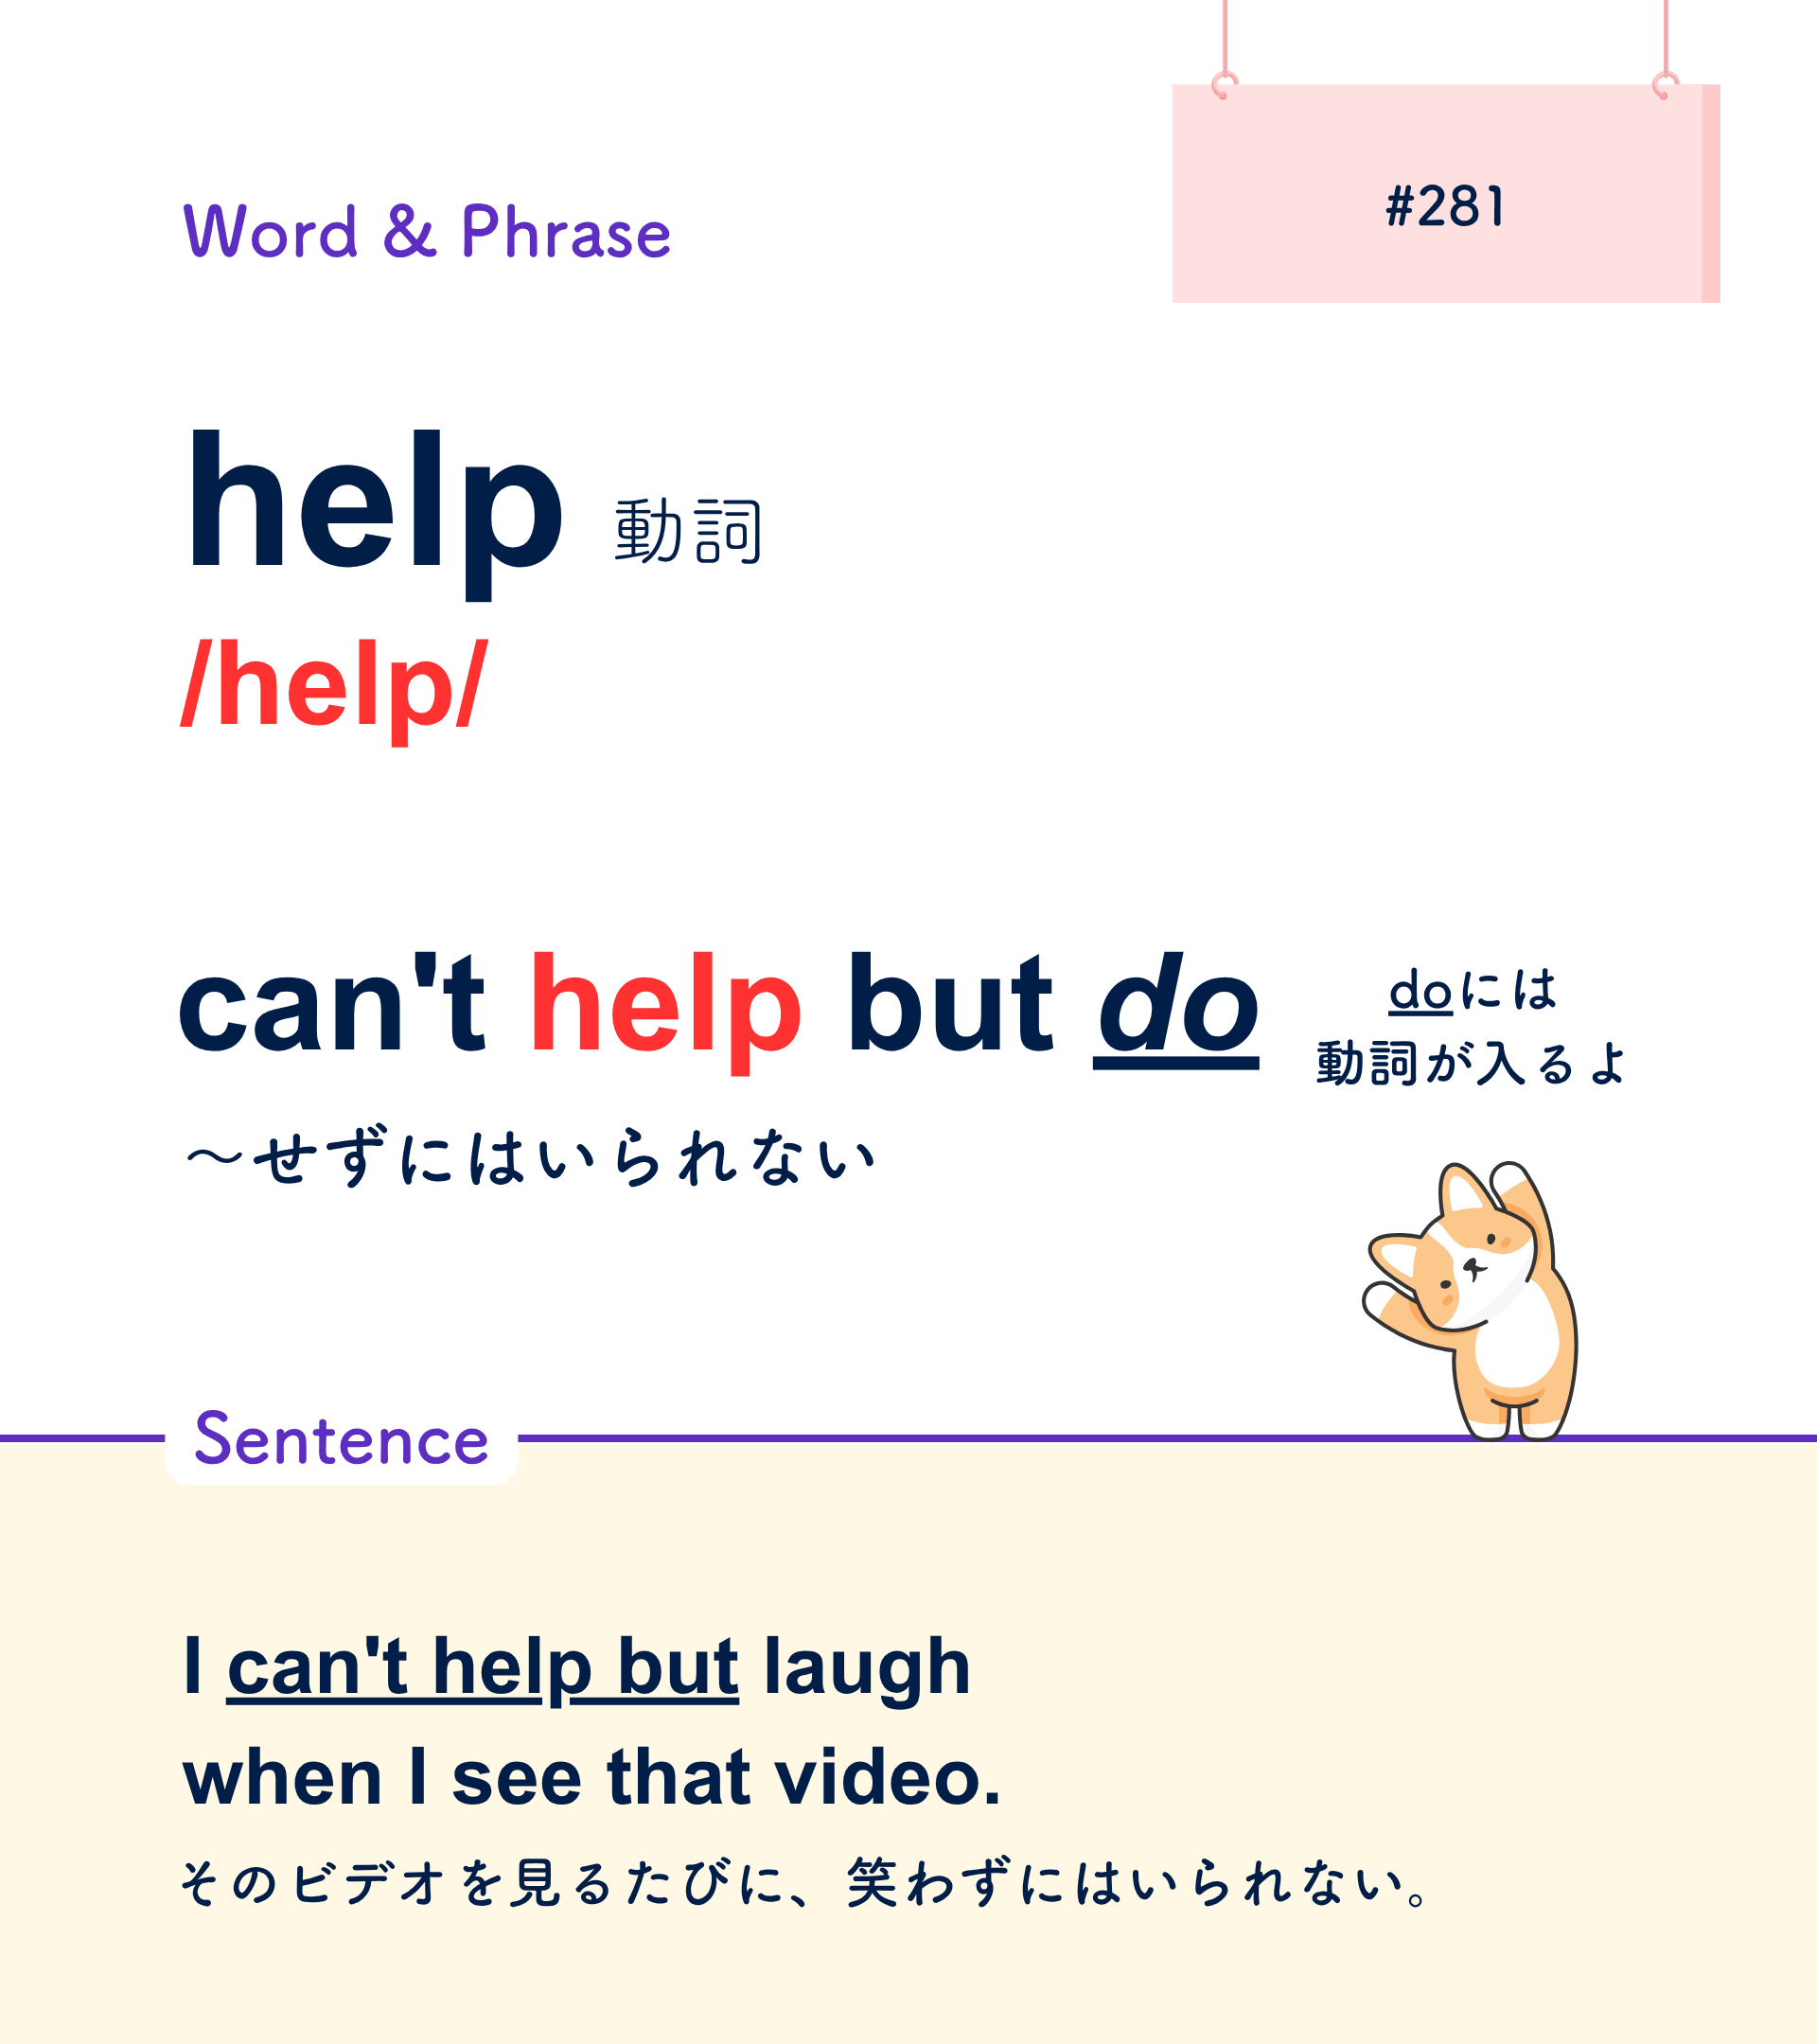 #281
Word & Phrase
help 動詞
/help/
can't help but do
doには
動詞が入るよ
〜せずにはいられない
Sentence
I can't help but laugh
when I see that video.
そのビデオを見るたびに、笑わずにはいられない。